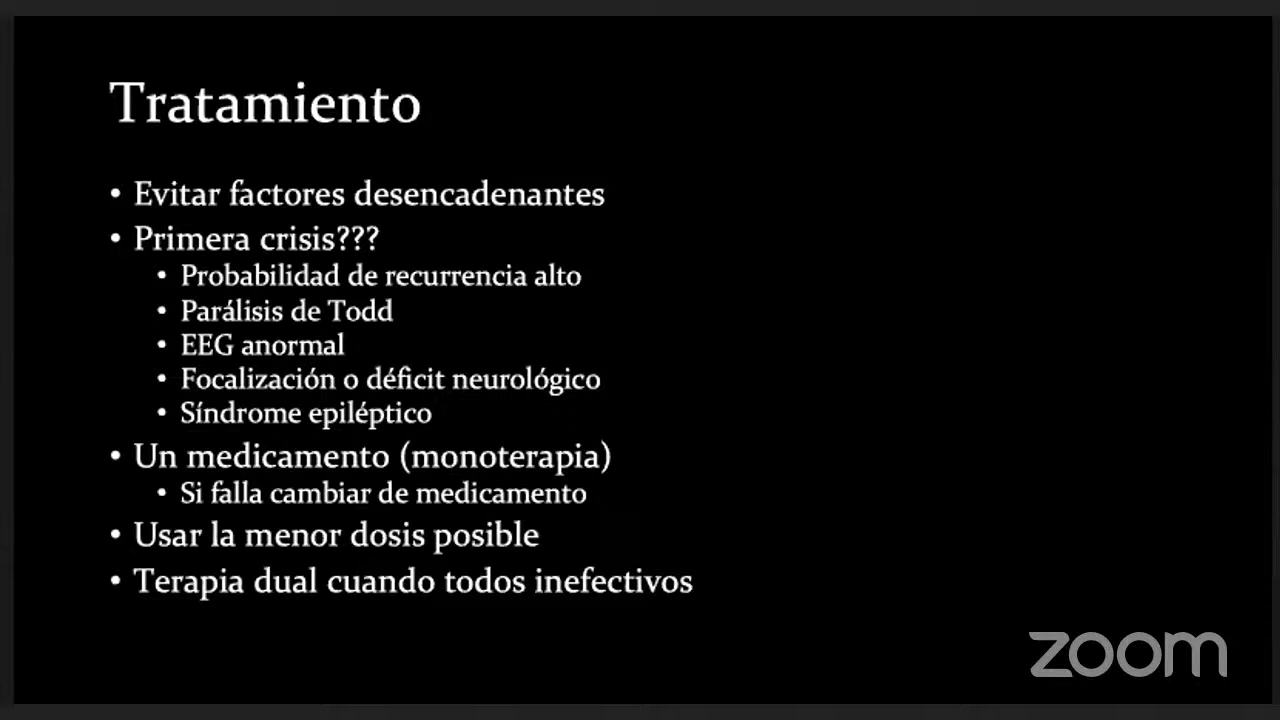 Tratamiento
• Evitar factores desencadenantes
• Primera crisis???
• Probabilidad de recurrencia alto
• Parálisis de Todd
• EEG anormal
• Focalización o déficit neurológico
• Síndrome epiléptico
• Un medicamento (monoterapia)
• Si falla cambiar de medicamento
• Usar la menor dosis posible
• Terapia dual cuando todos inefectivos
zoom